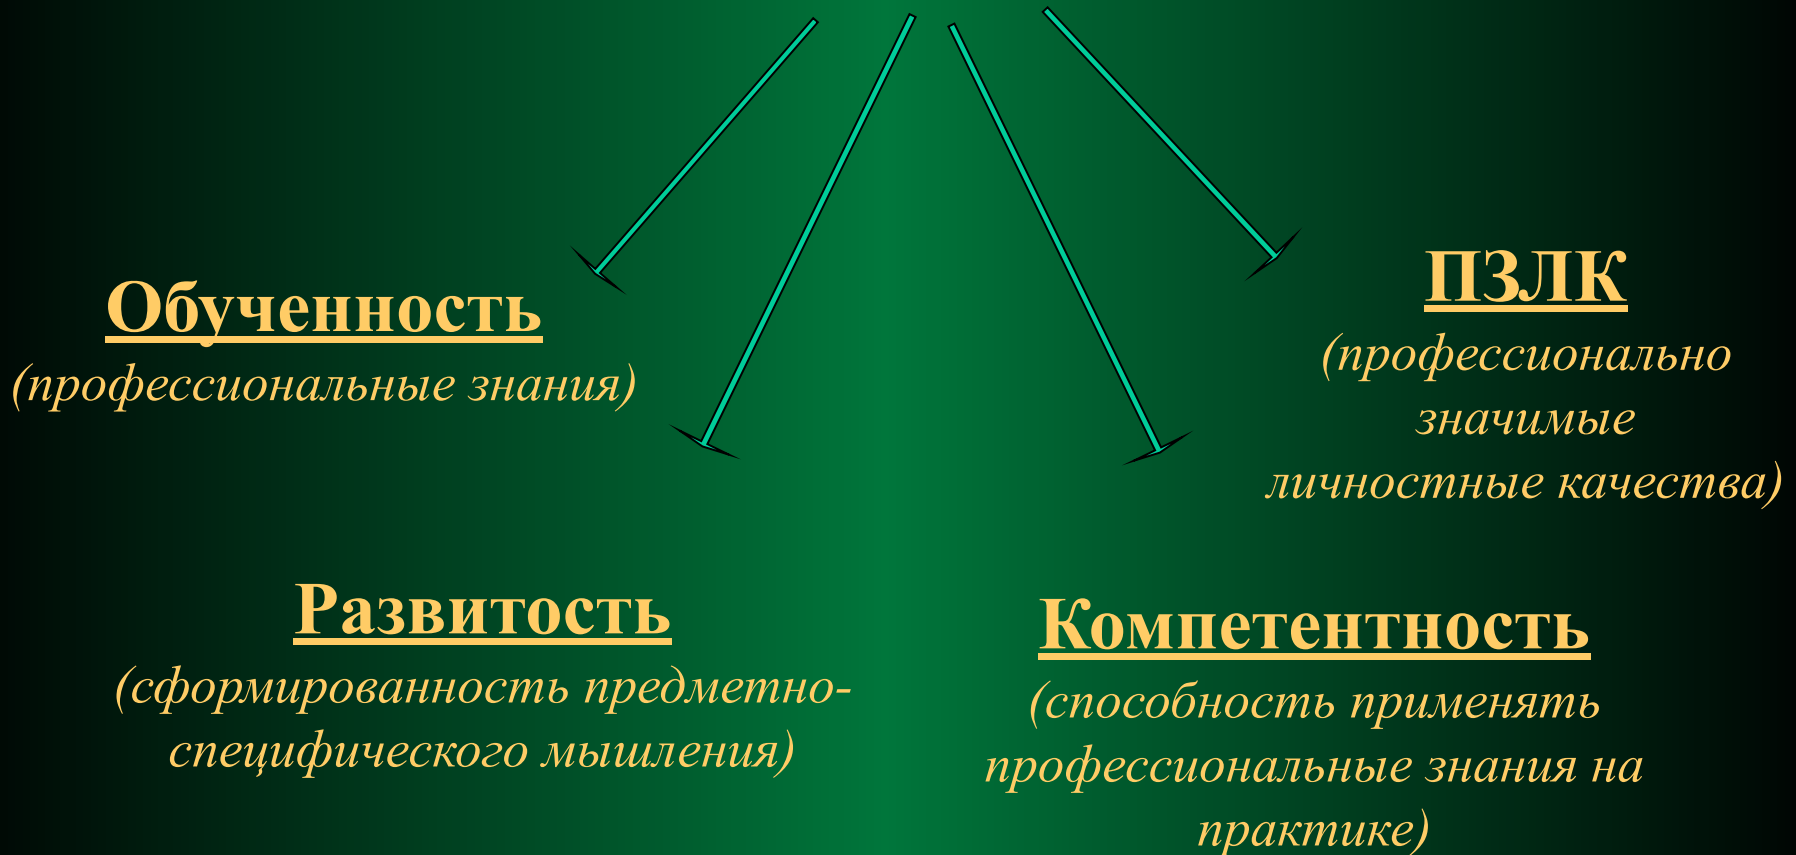 Обученность
(профессиональные знания)
ПЗЛК
(профессионально
значимые
личностные качества)
Развитость
(сформированность предметно-
специфического мышления)
Компетентность
(способность применять
профессиональные знания на
практике)